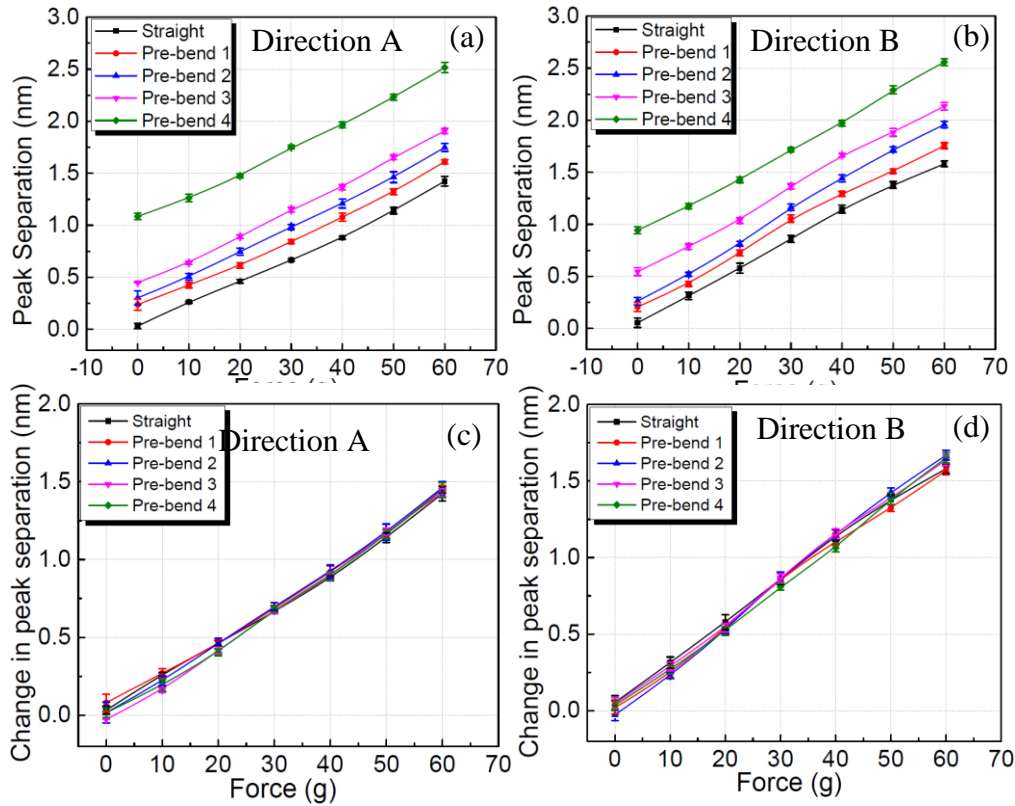 Direction A (a)
Straight
Pre-bend 1
Pre-bend 2
Pre-bend 3
Pre-bend 4
Peak Separation (nm)
3.0
2.5
2.0
1.5
1.0
0.5
0.0
-10 0 10 20 30 40 50 60 70
Force (g)
Direction B (b)
Straight
Pre-bend 1
Pre-bend 2
Pre-bend 3
Pre-bend 4
Peak Separation (nm)
3.0
2.5
2.0
1.5
1.0
0.5
0.0
-10 0 10 20 30 40 50 60 70
Force (g)
Direction A (c)
Straight
Pre-bend 1
Pre-bend 2
Pre-bend 3
Pre-bend 4
Change in peak separation (nm)
2.0
1.5
1.0
0.5
0.0
0 10 20 30 40 50 60 70
Force (g)
Direction B (d)
Straight
Pre-bend 1
Pre-bend 2
Pre-bend 3
Pre-bend 4
Change in peak separation (nm)
2.0
1.5
1.0
0.5
0.0
0 10 20 30 40 50 60 70
Force (g)